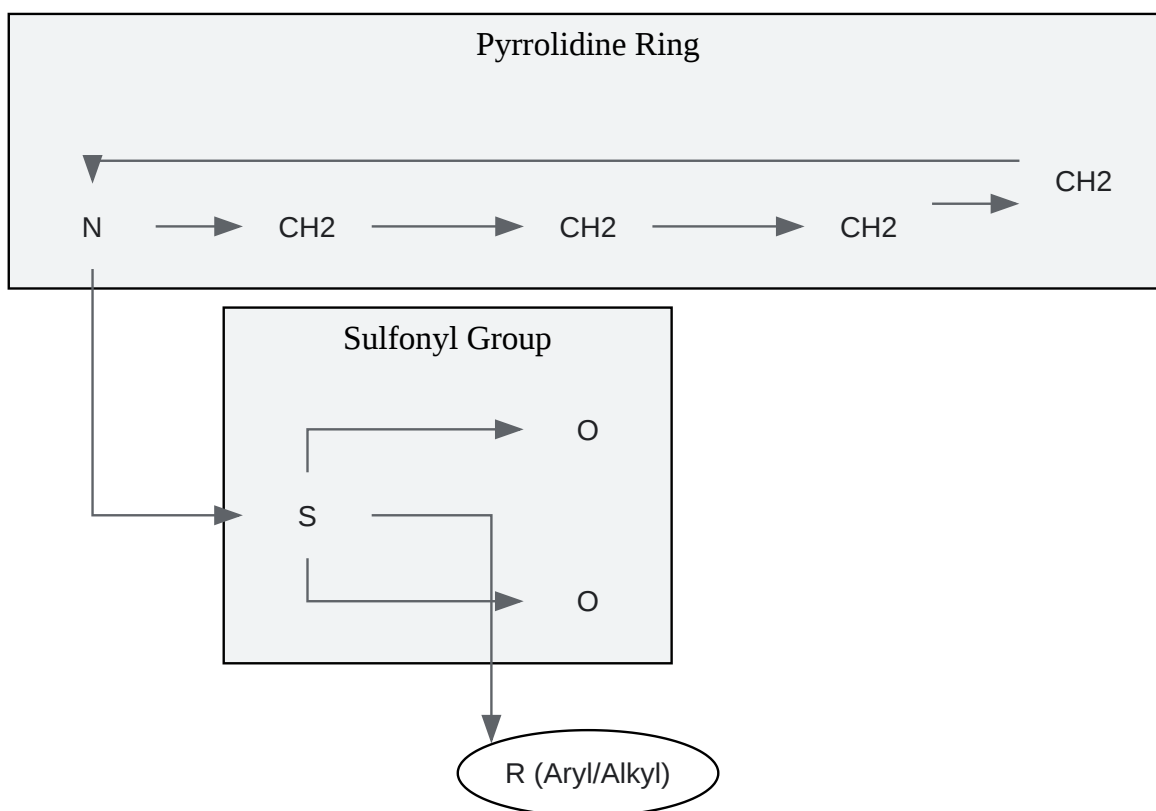 Pyrrolidine Ring
CH2
N
CH2
CH2
CH2
Sulfonyl Group
O
S
O
R (Aryl/Alkyl)